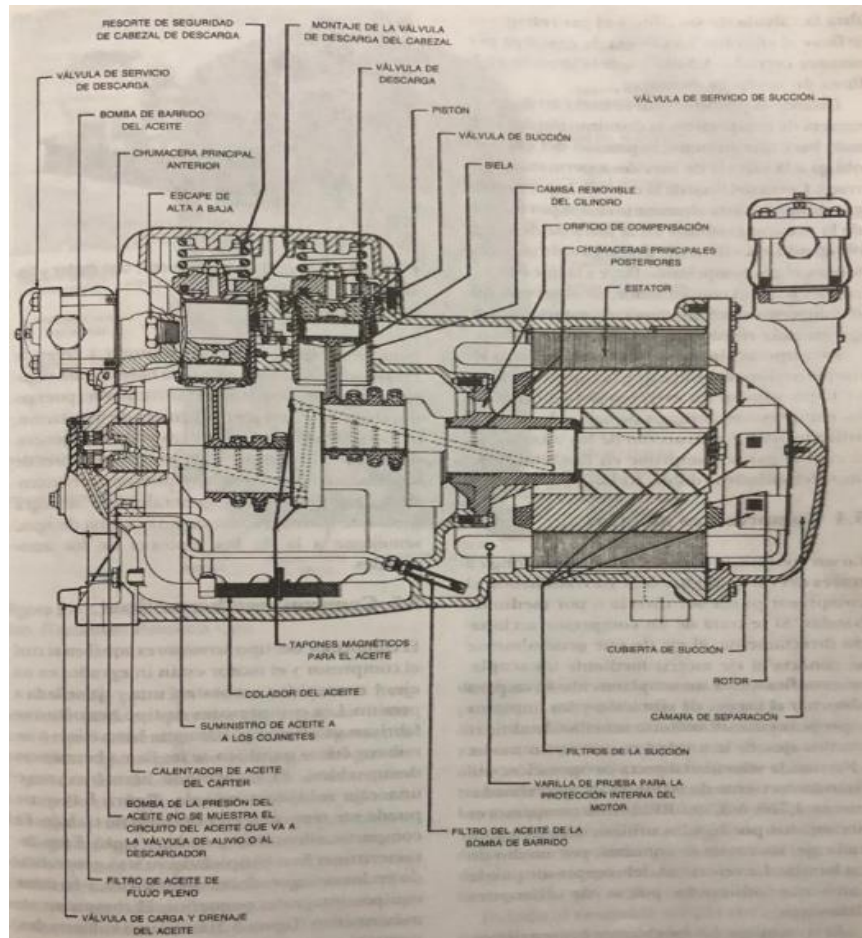 RESORTE DE SEGURIDAD
DE CABEZAL DE DESCARGA
MONTAJE DE LA VÁLVULA
DE DESCARGA DEL CABEZAL
VÁLVULA DE SERVICIO
DE DESCARGA
VÁLVULA DE
DESCARGA
BOMBA DE BARRIDO
DEL ACEITE
PISTÓN
VÁLVULA DE SERVICIO DE SUCCIÓN
CHUMACERA PRINCIPAL
ANTERIOR
VÁLVULA DE SUCCIÓN
BIELA
ESCAPE DE
ALTA A BAJA
CAMISA REMOVIBLE
DEL CILINDRO
ORIFICIO DE COMPENSACIÓN
CHUMACERAS PRINCIPALES
POSTERIORES
ESTATOR
TAPONES MAGNÉTICOS
PARA EL ACEITE
CUBIERTA DE SUCCIÓN
COLADOR DEL ACEITE
ROTOR
SUMINISTRO DE ACEITE A
A LOS COJINETES
CÁMARA DE SEPARACIÓN
FILTROS DE LA SUCCIÓN
CALENTADOR DE ACEITE
DEL CARTER
VARILLA DE PRUEBA PARA LA
PROTECCIÓN INTERNA DEL
MOTOR
BOMBA DE LA PRESIÓN DEL
ACEITE (NO SE MUESTRA EL
CIRCUITO DEL ACEITE QUE VA A
LA VÁLVULA DE ALIVIO O AL
DESCARGADOR
FILTRO DEL ACEITE DE LA
BOMBA DE BARRIDO
FILTRO DE ACEITE DE
FLUJO PLENO
VÁLVULA DE CARGA Y DRENAJE
DEL ACEITE